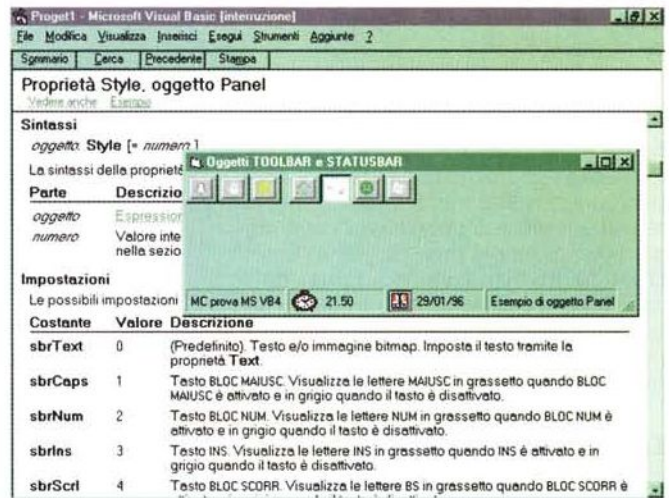 Proget1 - Microsoft Visual Basic [interruzione]
File Modifica Visualizza Inserisci Esegui Strumenti Aggiunte ?
Sommario Cerca Precedente Stampa
Proprietà Style, oggetto Panel
Vedere anche Esempio
Sintassi
oggetto. Style [= numero]
La sintassi della proprietà
Parte Descrizio
oggetto Espression
numero Valore inte
nella sezio
Oggetti TOOLBAR e STATUSBAR
MC prova MS VB4 21.50 29/01/96 Esempio di oggetto Panel
Impostazioni
Le possibili impostazioni
Costante Valore Descrizione
sbrText 0 (Predefinito). Testo e/o immagine bitmap. Imposta il testo tramite la
proprietà Text.
sbrCaps 1 Tasto BLOC MAIUSC. Visualizza le lettere MAIUSC in grassetto quando BLOC
MAIUSC è attivato e in grigio quando il tasto è disattivato.
sbrNum 2 Tasto BLOC NUM. Visualizza le lettere NUM in grassetto quando BLOC NUM è
attivato e in grigio quando il tasto è disattivato.
sbrIns 3 Tasto INS. Visualizza le lettere INS in grassetto quando INS è attivato e in
grigio quando il tasto è disattivato.
sbrScrl 4 Tasto BLOC SCORR. Visualizza le lettere BS in grassetto quando BLOC SCORR è